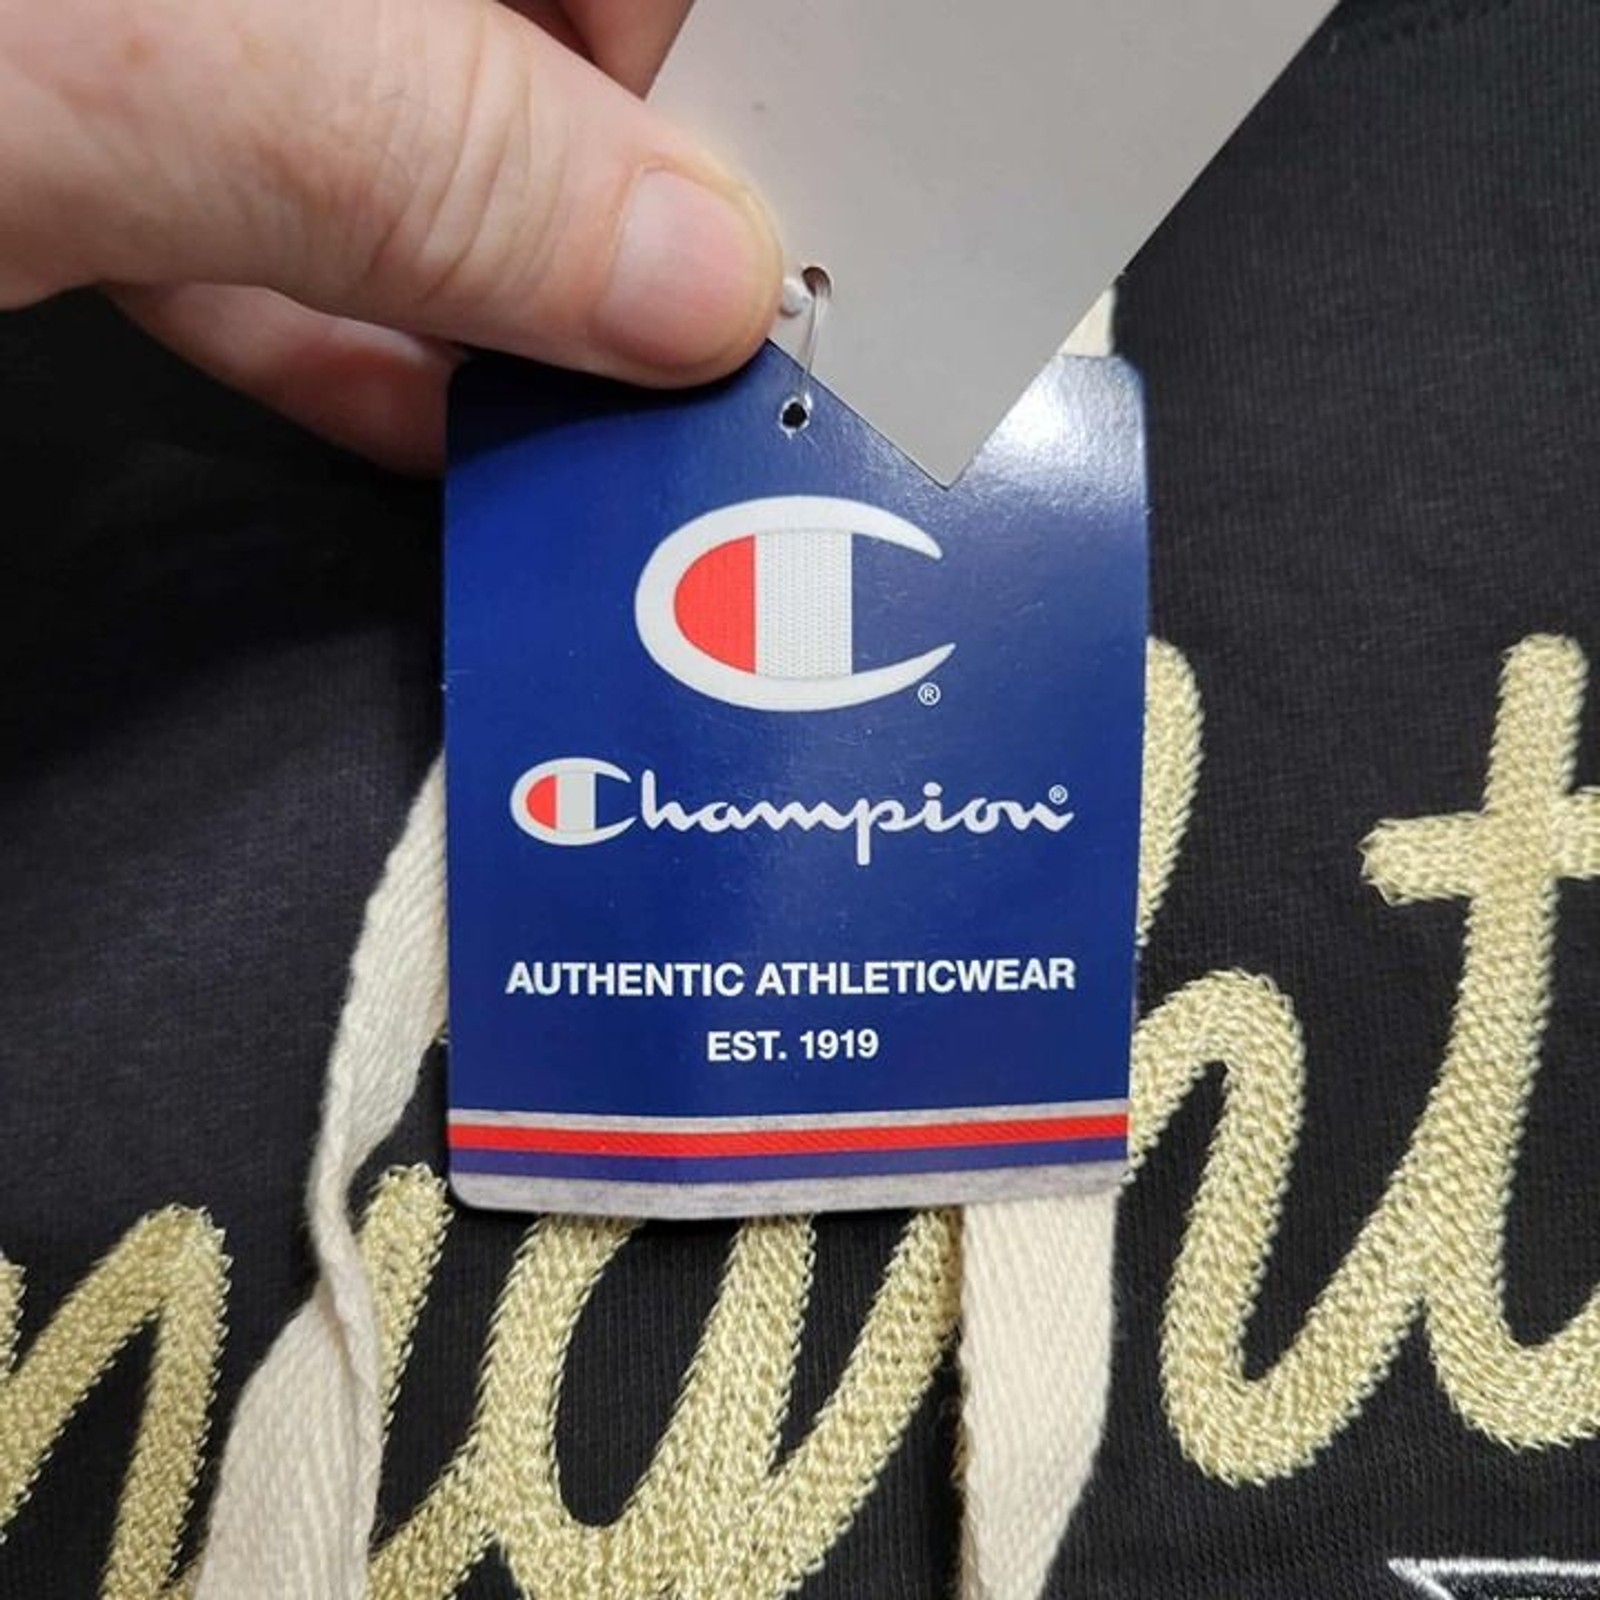 Champion®
AUTHENTIC ATHLETICWEAR
EST. 1919